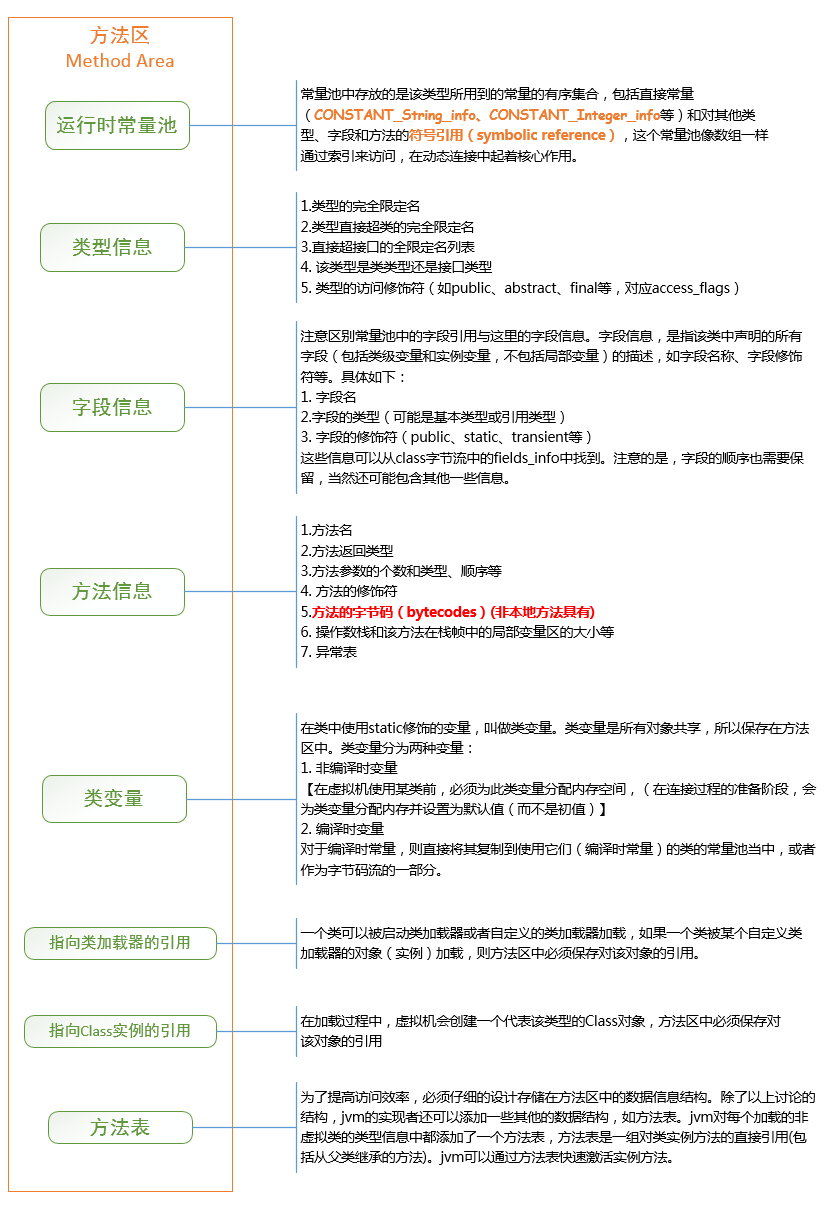 方法区
Method Area
运行时常量池
常量池中存放的是该类型所用到的常量的有序集合，包括直接常量
（CONSTANT_String_info、CONSTANT_Integer_info等）和对其他类
型、字段和方法的符号引用（symbolic reference），这个常量池像数组一样
通过索引来访问，在动态连接中起着核心作用。
类型信息
1.类型的完全限定名
2.类型直接超类的完全限定名
3.直接超接口的全限定名列表
4. 该类型是类类型还是接口类型
5. 类型的访问修饰符（如public、abstract、final等，对应access_flags）
字段信息
注意区别常量池中的字段引用与这里的字段信息。字段信息，是指该类中声明的所有
字段（包括类级变量和实例变量，不包括局部变量）的描述，如字段名称、字段修饰
符等。具体如下：
1. 字段名
2.字段的类型（可能是基本类型或引用类型）
3. 字段的修饰符（public、static、transient等）
这些信息可以从class字节流中的fields_info中找到。注意的是，字段的顺序也需要保
留，当然还可能包含其他一些信息。
方法信息
1.方法名
2.方法返回类型
3.方法参数的个数和类型、顺序等
4. 方法的修饰符
5.方法的字节码（bytecodes）(非本地方法具有)
6. 操作数栈和该方法在栈帧中的局部变量区的大小等
7. 异常表
类变量
在类中使用static修饰的变量，叫做类变量。类变量是所有对象共享，所以保存在方法
区中。类变量分为两种变量：
1. 非编译时变量
【在虚拟机使用某类前，必须为此类变量分配内存空间，（在连接过程的准备阶段，会
为类变量分配内存并设置为默认值（而不是初值）】
2. 编译时变量
对于编译时常量，则直接将其复制到使用它们（编译时常量）的类的常量池当中，或者
作为字节码流的一部分。
指向类加载器的引用
一个类可以被启动类加载器或者自定义的类加载器加载，如果一个类被某个自定义类
加载器的对象（实例）加载，则方法区中必须保存对该对象的引用。
指向Class实例的引用
在加载过程中，虚拟机会创建一个代表该类型的Class对象，方法区中必须保存对
该对象的引用
方法表
为了提高访问效率，必须仔细的设计存储在方法区中的数据信息结构。除了以上讨论的
结构，jvm的实现者还可以添加一些其他的数据结构，如方法表。jvm对每个加载的非
虚拟类的类型信息中都添加了一个方法表，方法表是一组对类实例方法的直接引用(包
括从父类继承的方法)。jvm可以通过方法表快速激活实例方法。